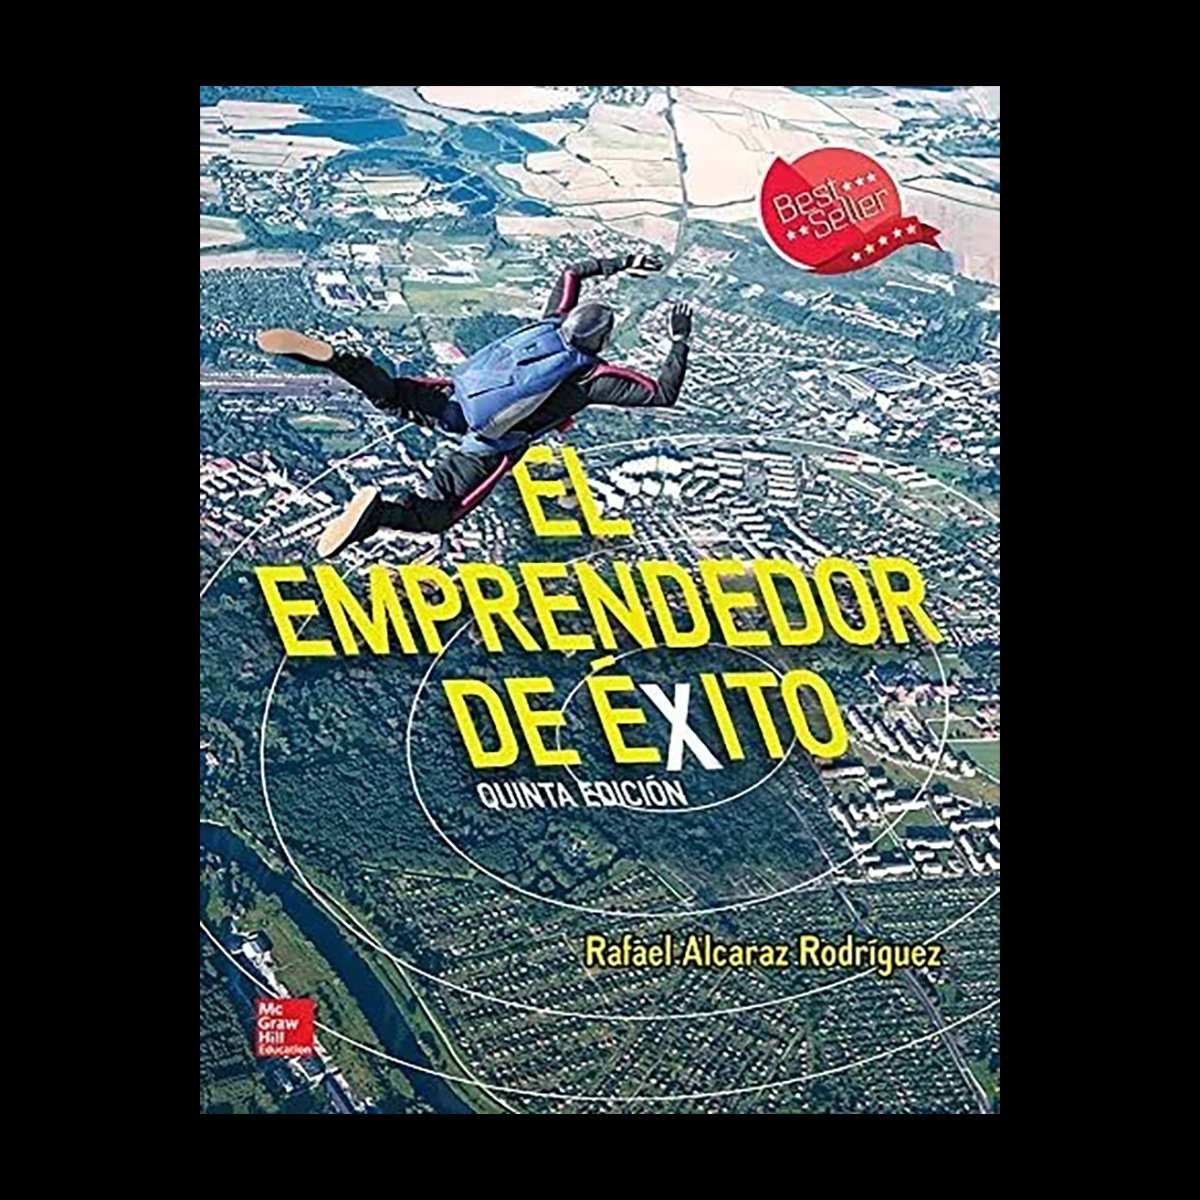 Best
Seller
EL
EMPRENDEDOR
DE ÉXITO
QUINTA EDICIÓN
Rafael Alcaraz Rodríguez
Mc
Graw
Hill
Education